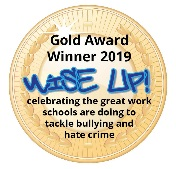 Gold Award
Winner 2019
WiSE UP!
celebrating the great work
schools are doing to
tackle bullying and
hate crime